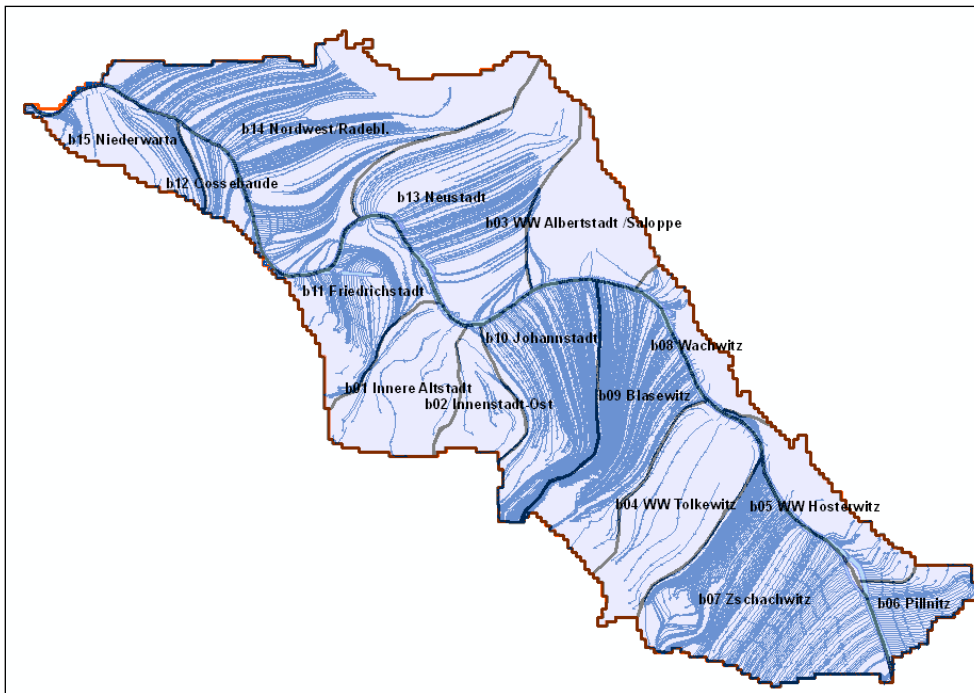 b14 Nordwest/Radebl.
b15 Niederwarta
b12 Cossebaude
b13 Neustadt
b03 WW Albertstadt /Saloppe
b11 Friedrichstadt
b10 Johannstadt
b08 Wachwitz
b01 Innere Altstadt
b02 Innenstadt-Ost
b09 Blasewitz
b04 WW Tolkewitz
b05 WW Hosterwitz
b07 Zschachwitz
b06 Pillnitz